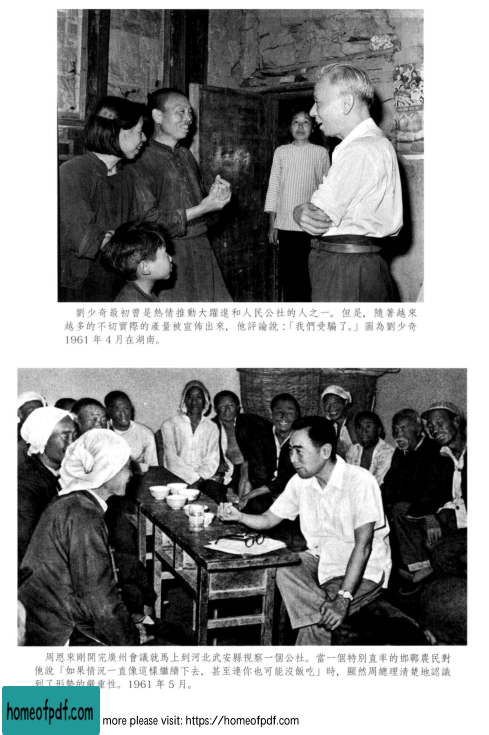 劉少奇最初曾是熱情推動大躍進和人民公社的人之一。但是，隨著越來
越多的不切實際的產量被宣佈出來，他評論說：「我們受騙了。」圖為劉少奇
1961 年 4 月在湖南。
周恩來剛開完廣州會議就馬上到河北武安縣視察一個公社。當一個特別直率的邯鄲農民對
他說「如果情況一直像這樣繼續下去，甚至連你也可能沒飯吃」時，顯然周總理清楚地認識
到了形勢的嚴重性。1961 年 5 月。
homeofpdf.com
more please visit: https://homeofpdf.com